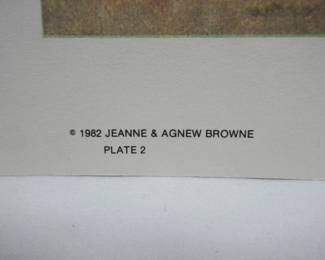 © 1982 JEANNE & AGNEW BROWNE
PLATE 2